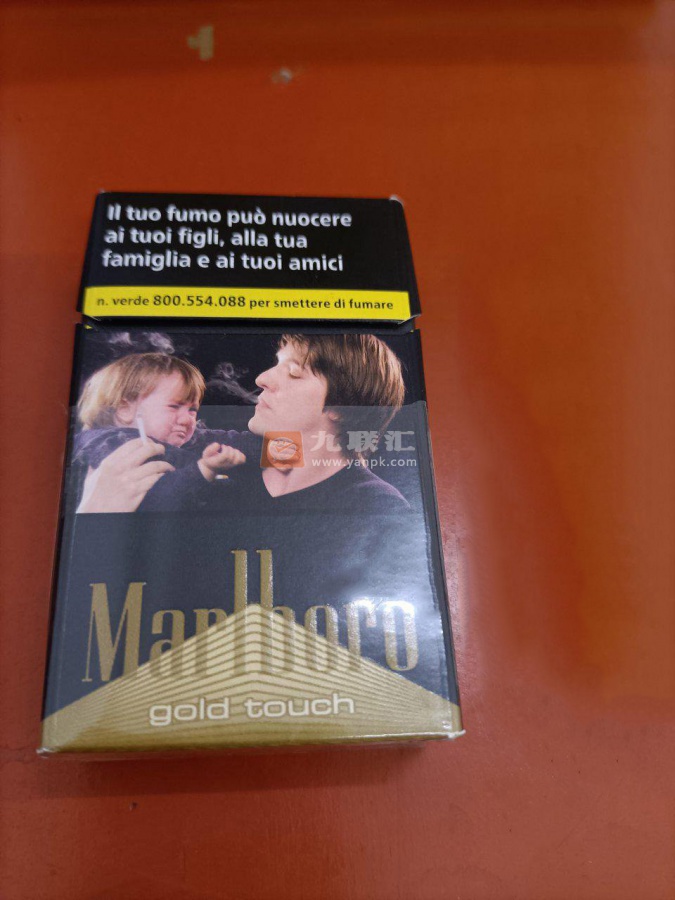 Il tuo fumo può nuocere
ai tuoi figli, alla tua
famiglia e ai tuoi amici
n. verde 800.554.088 per smettere di fumare
九联汇
www.yanpk.com
Marlboro
gold touch